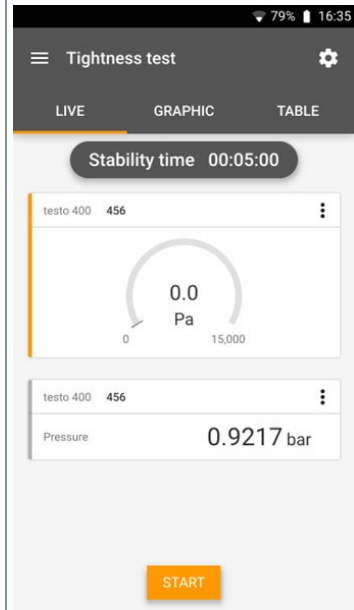 79% 16:35
Tightness test
LIVE GRAPHIC TABLE
Stability time 00:05:00
testo 400 456
0.0
Pa
0 15,000
testo 400 456
Pressure 0.9217 bar
START